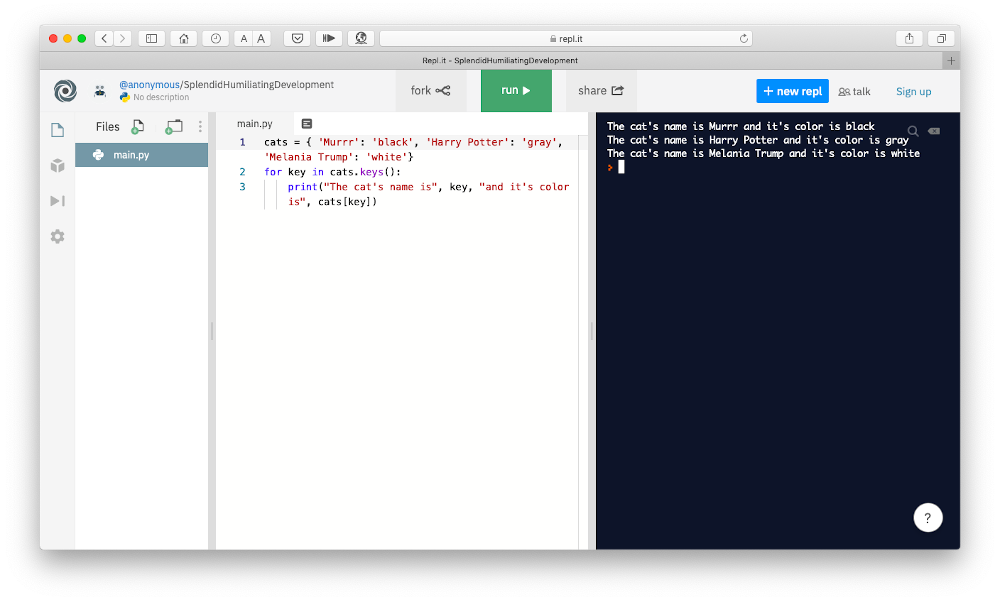 A A
repl.it
Repl.it - SplendidHumiliatingDevelopment
@anonymous/SplendidHumiliatingDevelopment
No description
fork
run
share
+ new repl
talk
Sign up
Files
main.py
main.py
1 cats = { 'Murrr': 'black', 'Harry Potter': 'gray',
'Melania Trump': 'white'}
2 for key in cats.keys():
3 print("The cat's name is", key, "and it's color
is", cats[key])
The cat's name is Murrr and it's color is black
The cat's name is Harry Potter and it's color is gray
The cat's name is Melania Trump and it's color is white
>
?